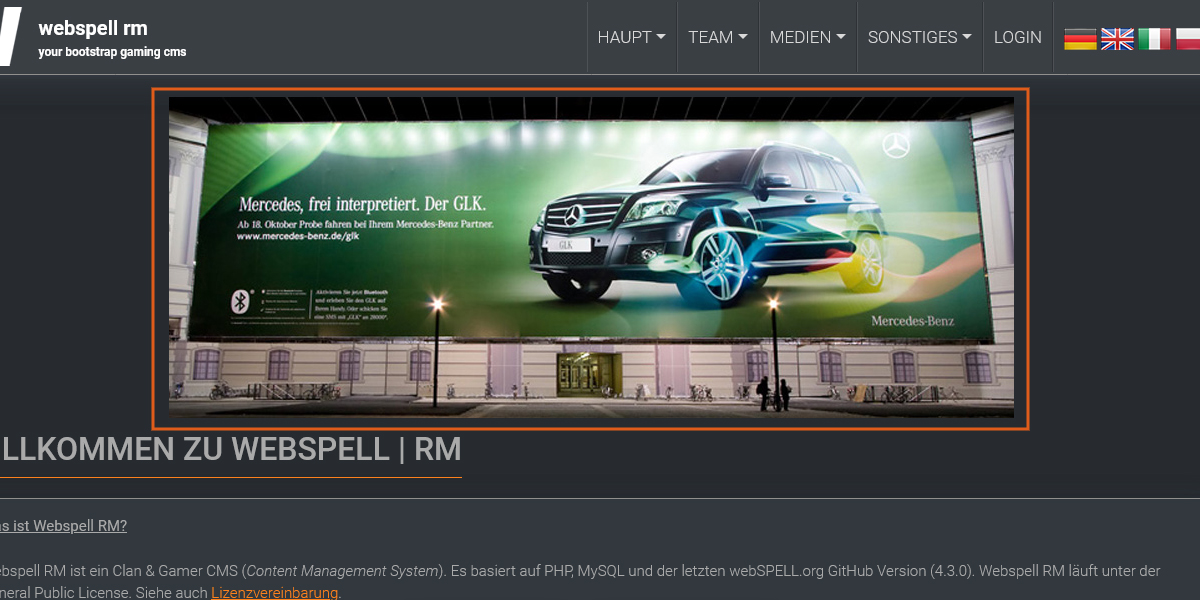 webspell rm
your bootstrap gaming cms
HAUPT
TEAM
MEDIEN
SONSTIGES
LOGIN
Mercedes, frei interpretiert. Der GLK.
Ab 18. Oktober Probe fahren bei Ihrem Mercedes-Benz Partner.
www.mercedes-benz.de/glk
GLK
Aktivieren Sie jetzt Bluetooth
und erleben Sie den GLK auf
Ihrem Handy. Oder schicken Sie
eine SMS mit „GLK“ an
Mercedes-Benz
LLKOMMEN ZU WEBSPELL | RM
s ist Webspell RM?
ebspell RM ist ein Clan & Gamer CMS (Content Management System). Es basiert auf PHP, MySQL und der letzten webSPELL.org GitHub Version (4.3.0). Webspell RM läuft unter der
neral Public License. Siehe auch Lizenzvereinbarung.